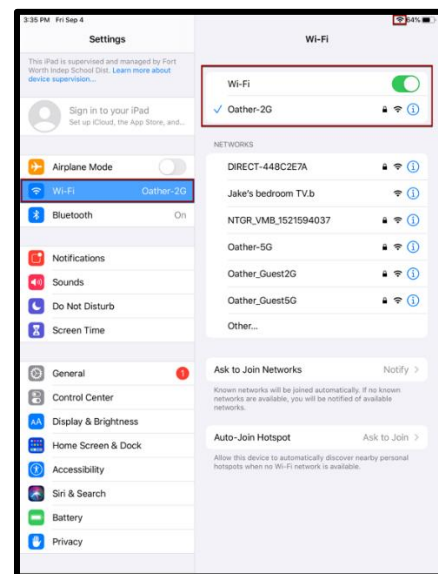 3:35 PM Fri Sep 4
64%
Settings
This iPad is supervised and managed by Fort
Worth Indep School Dist. Learn more about
device supervision...
Sign in to your iPad
Set up iCloud, the App Store, and...
Airplane Mode
Wi-Fi Oather-2G
Bluetooth On
Notifications
Sounds
Do Not Disturb
Screen Time
General 1
Control Center
AA Display & Brightness
Home Screen & Dock
Accessibility
Siri & Search
Battery
Privacy
Wi-Fi
Wi-Fi
Oather-2G
NETWORKS
DIRECT-448C2E7A
Jake's bedroom TV.b
NTGR_VMB_1521594037
Oather-5G
Oather_Guest2G
Oather_Guest5G
Other...
Ask to Join Networks Notify
Known networks will be joined automatically. If no known
networks are available, you will be notified of available
networks.
Auto-Join Hotspot Ask to Join
Allow this device to automatically discover nearby personal
hotspots when no Wi-Fi network is available.